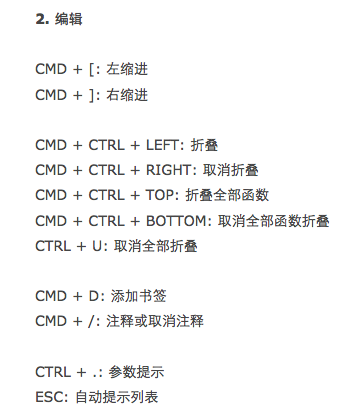 2. 编辑
CMD + [: 左缩进
CMD + ]: 右缩进
CMD + CTRL + LEFT: 折叠
CMD + CTRL + RIGHT: 取消折叠
CMD + CTRL + TOP: 折叠全部函数
CMD + CTRL + BOTTOM: 取消全部函数折叠
CTRL + U: 取消全部折叠
CMD + D: 添加书签
CMD + /: 注释或取消注释
CTRL + .: 参数提示
ESC: 自动提示列表